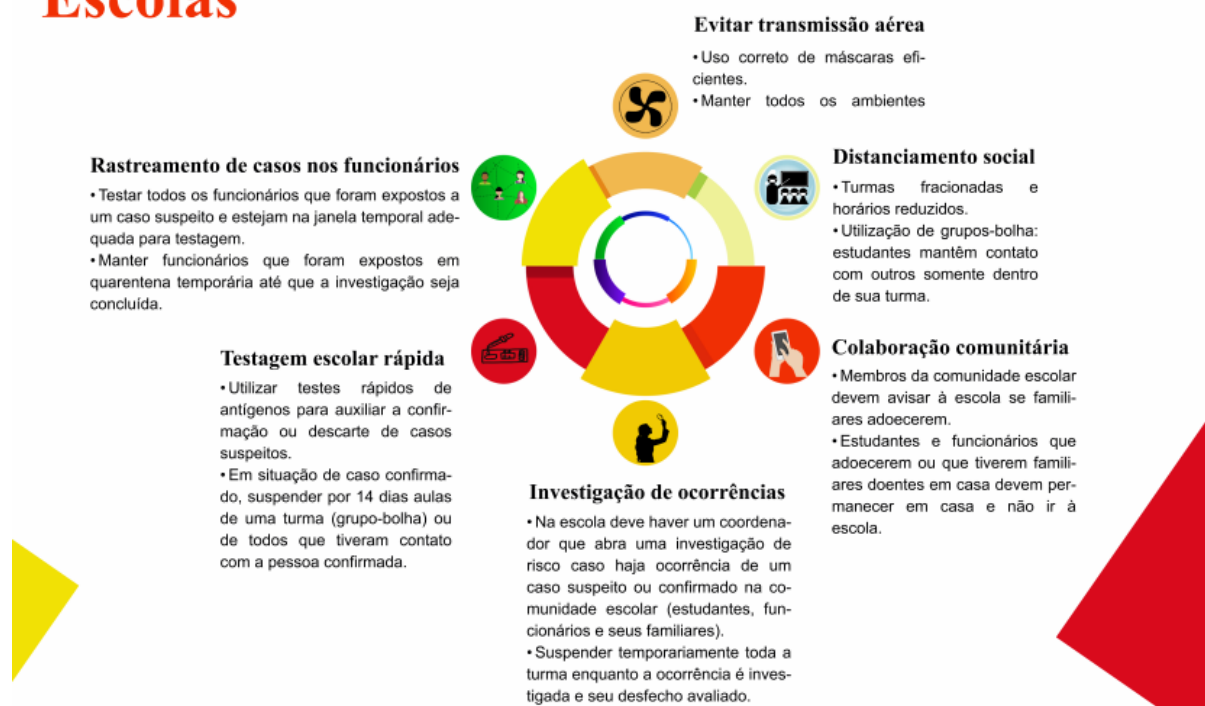 Escolas
Evitar transmissão aérea
• Uso correto de máscaras efi-
cientes.
• Manter todos os ambientes
Distanciamento social
• Turmas fracionadas e
horários reduzidos.
• Utilização de grupos-bolha:
estudantes mantêm contato
com outros somente dentro
de sua turma.
Colaboração comunitária
• Membros da comunidade escolar
devem avisar à escola se famili-
ares adoecerem.
• Estudantes e funcionários que
adoecerem ou que tiverem famili-
ares doentes em casa devem per-
manecer em casa e não ir à
escola.
Investigação de ocorrências
• Na escola deve haver um coordena-
dor que abra uma investigação de
risco caso haja ocorrência de um
caso suspeito ou confirmado na co-
munidade escolar (estudantes, fun-
cionários e seus familiares).
• Suspender temporariamente toda a
turma enquanto a ocorrência é inves-
tigada e seu desfecho avaliado.
Testagem escolar rápida
• Utilizar testes rápidos de
antígenos para auxiliar a confir-
mação ou descarte de casos
suspeitos.
• Em situação de caso confirma-
do, suspender por 14 dias aulas
de uma turma (grupo-bolha) ou
de todos que tiveram contato
com a pessoa confirmada.
Rastreamento de casos nos funcionários
• Testar todos os funcionários que foram expostos a
um caso suspeito e estejam na janela temporal ade-
quada para testagem.
• Manter funcionários que foram expostos em
quarentena temporária até que a investigação seja
concluída.